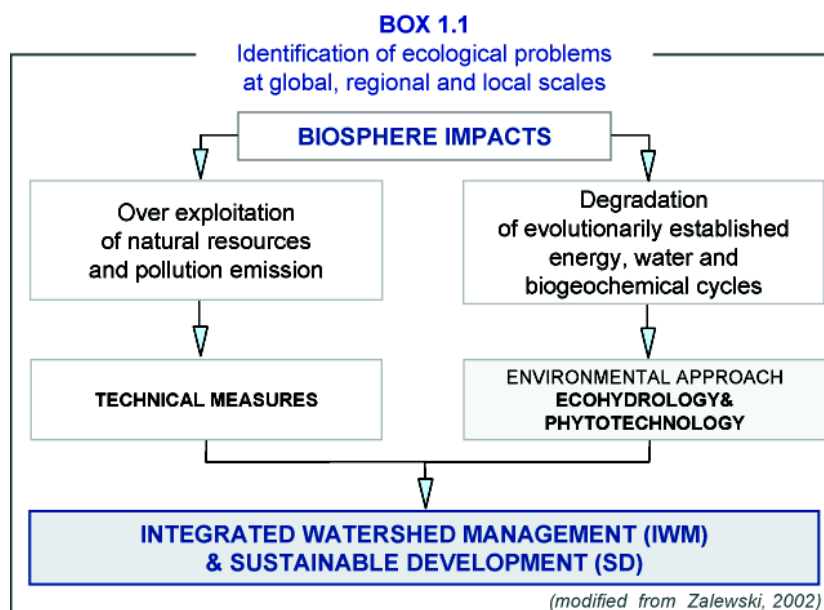 BOX 1.1
Identification of ecological problems
at global, regional and local scales
BIOSPHERE IMPACTS
Over exploitation
of natural resources
and pollution emission
Degradation
of evolutionarily established
energy, water and
biogeochemical cycles
TECHNICAL MEASURES
ENVIRONMENTAL APPROACH
ECOHYDROLOGY&
PHYTOTECHNOLOGY
INTEGRATED WATERSHED MANAGEMENT (IWM)
& SUSTAINABLE DEVELOPMENT (SD)
(modified from Zalewski, 2002)